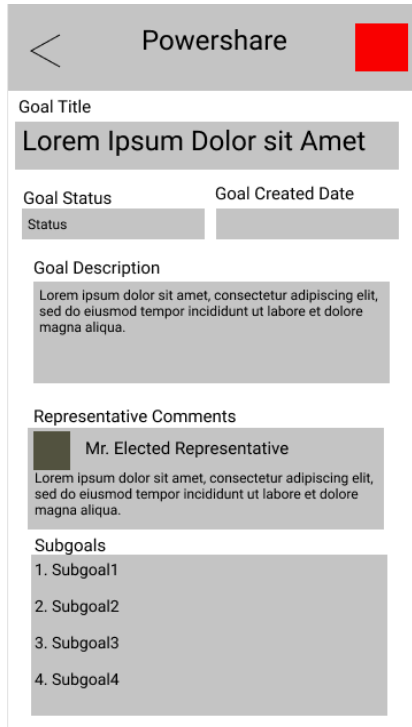 Powershare
Goal Title
Lorem Ipsum Dolor sit Amet
Goal Status
Goal Created Date
Status
Goal Description
Lorem ipsum dolor sit amet, consectetur adipiscing elit,
sed do eiusmod tempor incididunt ut labore et dolore
magna aliqua.
Representative Comments
Mr. Elected Representative
Lorem ipsum dolor sit amet, consectetur adipiscing elit,
sed do eiusmod tempor incididunt ut labore et dolore
magna aliqua.
Subgoals
1. Subgoal1
2. Subgoal2
3. Subgoal3
4. Subgoal4